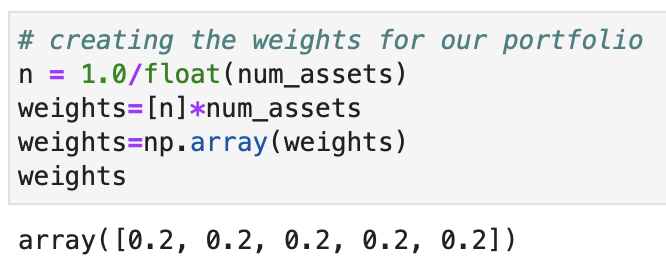 # creating the weights for our portfolio
n = 1.0/float(num_assets)
weights=[n]*num_assets
weights=np.array(weights)
weights
array([0.2, 0.2, 0.2, 0.2, 0.2])